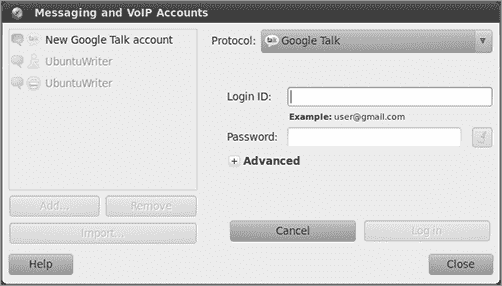 Messaging and VoIP Accounts
New Google Talk account
UbuntuWriter
UbuntuWriter
Add...
Remove
Import...
Help
Protocol:
talk Google Talk
Login ID:
Example: user@gmail.com
Password:
+ Advanced
Cancel
Log in
Close